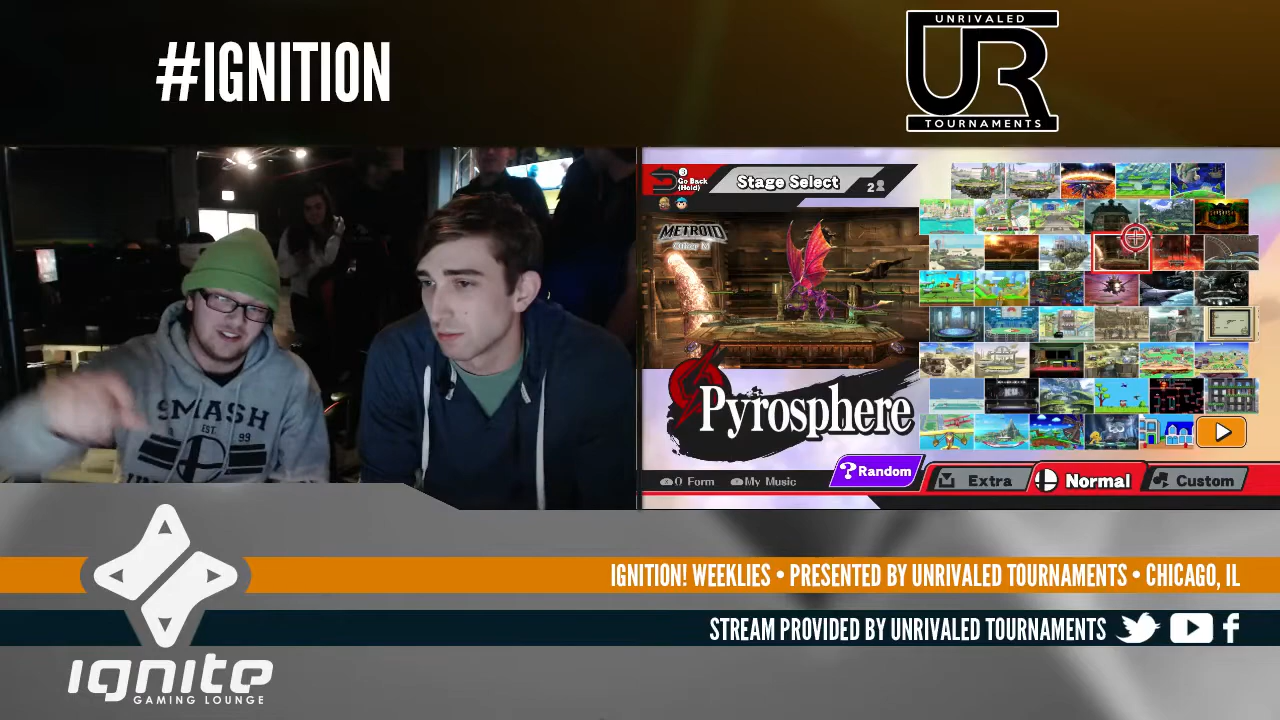 #IGNITION
UNRIVALED
UR
TOURNAMENTS
Go Back
(Hold)
Stage Select
2
METROID
Other M
Pyrosphere
SMASH
EST.
99
Form
My Music
? Random
Extra
Normal
Custom
IGNITION! WEEKLIES • PRESENTED BY UNRIVALED TOURNAMENTS • CHICAGO, IL
STREAM PROVIDED BY UNRIVALED TOURNAMENTS
ignite
GAMING LOUNGE